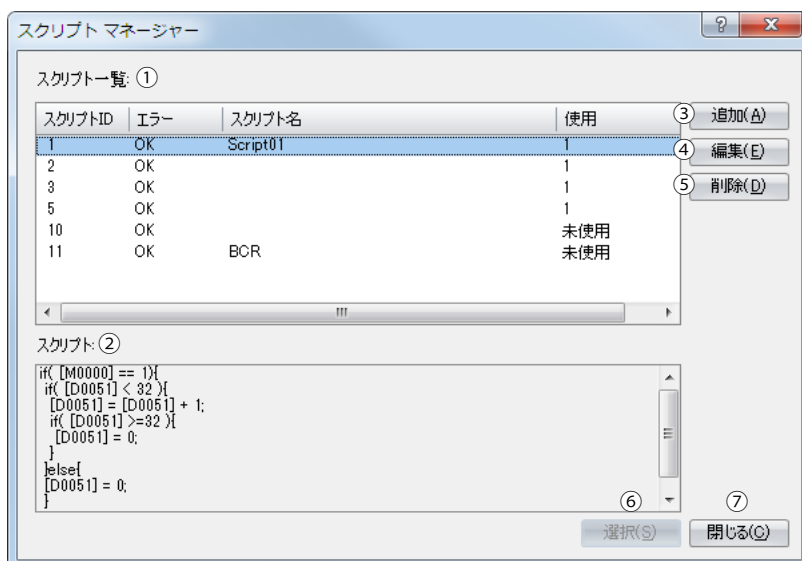 スクリプト マネージャー
スクリプト一覧: ①
スクリプトID エラー スクリプト名 使用
1 OK Script01 1
2 OK 1
3 OK 1
5 OK 1
10 OK 未使用
11 OK BCR 未使用
③ 追加(A)
④ 編集(E)
⑤ 削除(D)
スクリプト: ②
if( [M0000] == 1){
if( [D0051] < 32 ){
[D0051] = [D0051] + 1;
if( [D0051] >=32 ){
[D0051] = 0;
}
}else{
[D0051] = 0;
}
⑥ ⑦
選択(S) 閉じる(C)